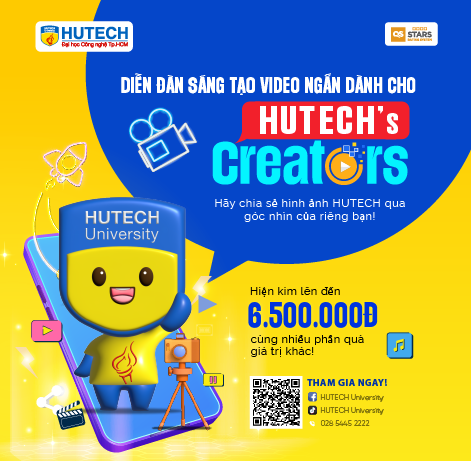 HUTECH
Đại học Công nghệ Tp.HCM
QS STARS
DIỄN ĐÀN SÁNG TẠO VIDEO NGẮN DÀNH CHO
HUTECH's
Creators
Hãy chia sẻ hình ảnh HUTECH qua
góc nhìn của riêng bạn!
HUTECH
University
Hiện kim lên đến
6.500.000Đ
cùng nhiều phần quà
giá trị khác!
THAM GIA NGAY!
HUTECH University
HUTECH University
028 5445 2222